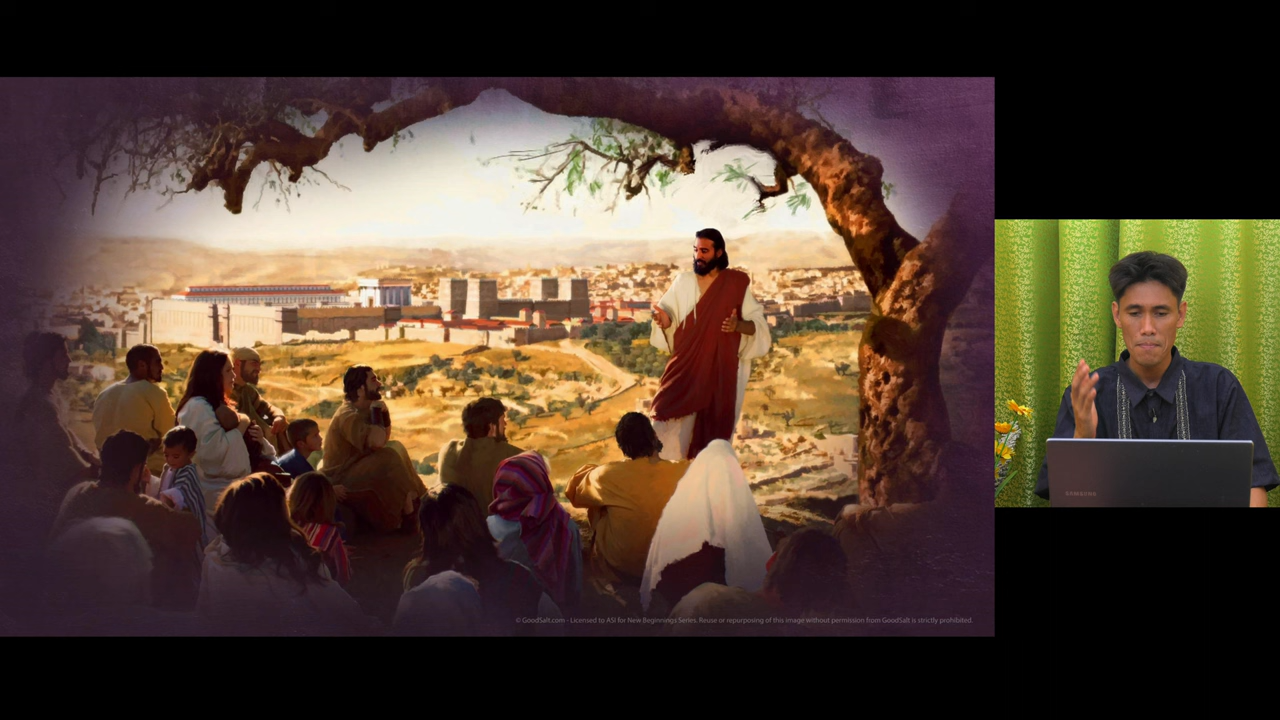 © GoodSalt.com - Licensed to ASI for New Beginnings Series. Reuse or repurposing of this image without permission from GoodSalt is strictly prohibited.
SAMSUNG